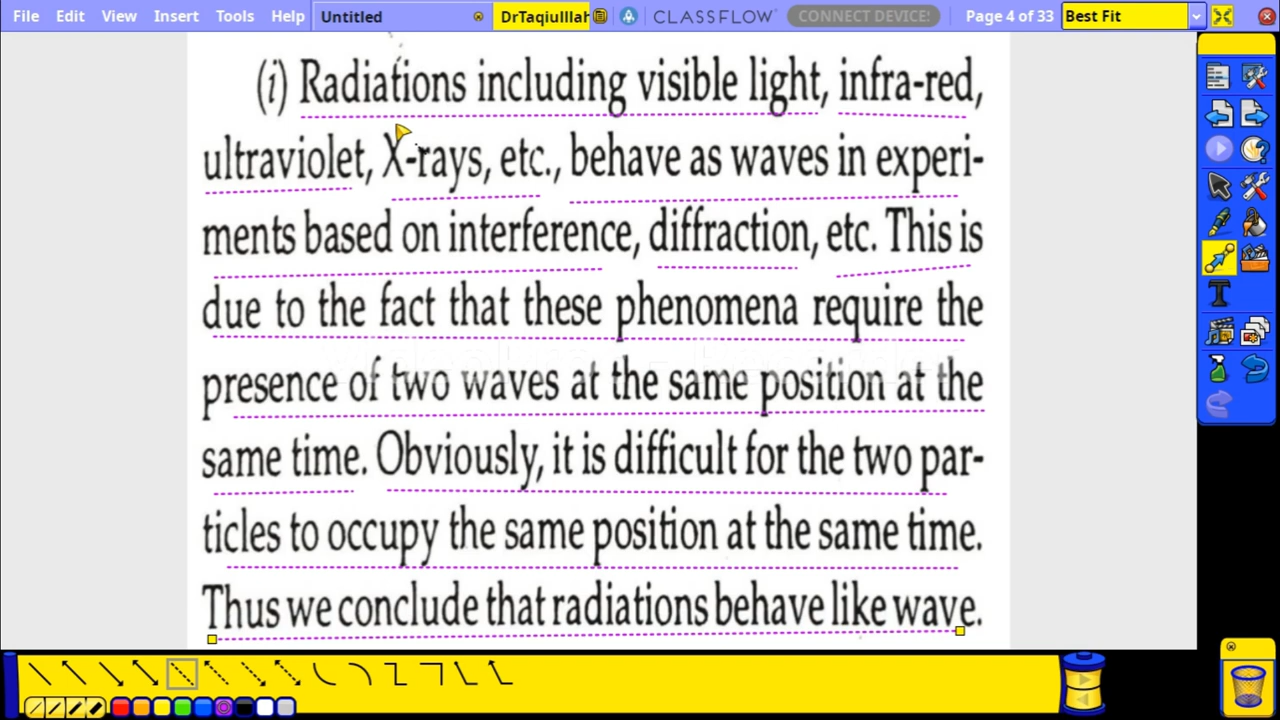 File Edit View Insert Tools Help Untitled DrTaqiulllah CLASSFLOW CONNECT DEVICE! Page 4 of 33 Best Fit
(i) Radiations including visible light, infra-red,
ultraviolet, X-rays, etc., behave as waves in experi-
ments based on interference, diffraction, etc. This is
due to the fact that these phenomena require the
presence of two waves at the same position at the
same time. Obviously, it is difficult for the two par-
ticles to occupy the same position at the same time.
Thus we conclude that radiations behave like wave.